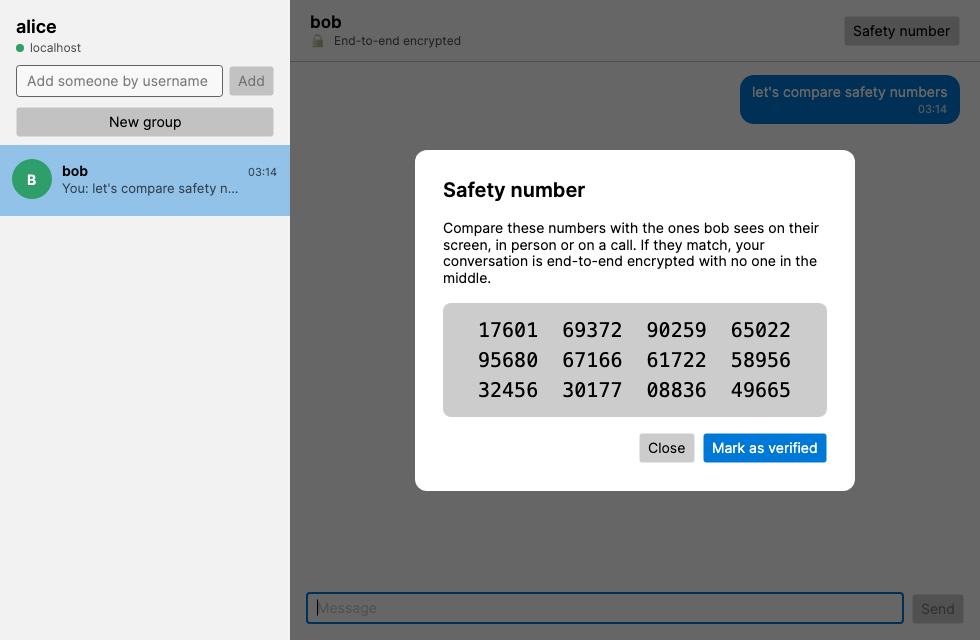 alice
localhost
Add someone by username
Add
New group
B
bob
03:14
You: let's compare safety n...
bob
End-to-end encrypted
Safety number
let's compare safety numbers
03:14
Safety number
Compare these numbers with the ones bob sees on their
screen, in person or on a call. If they match, your
conversation is end-to-end encrypted with no one in the
middle.
17601 69372 90259 65022
95680 67166 61722 58956
32456 30177 08836 49665
Close
Mark as verified
Message
Send